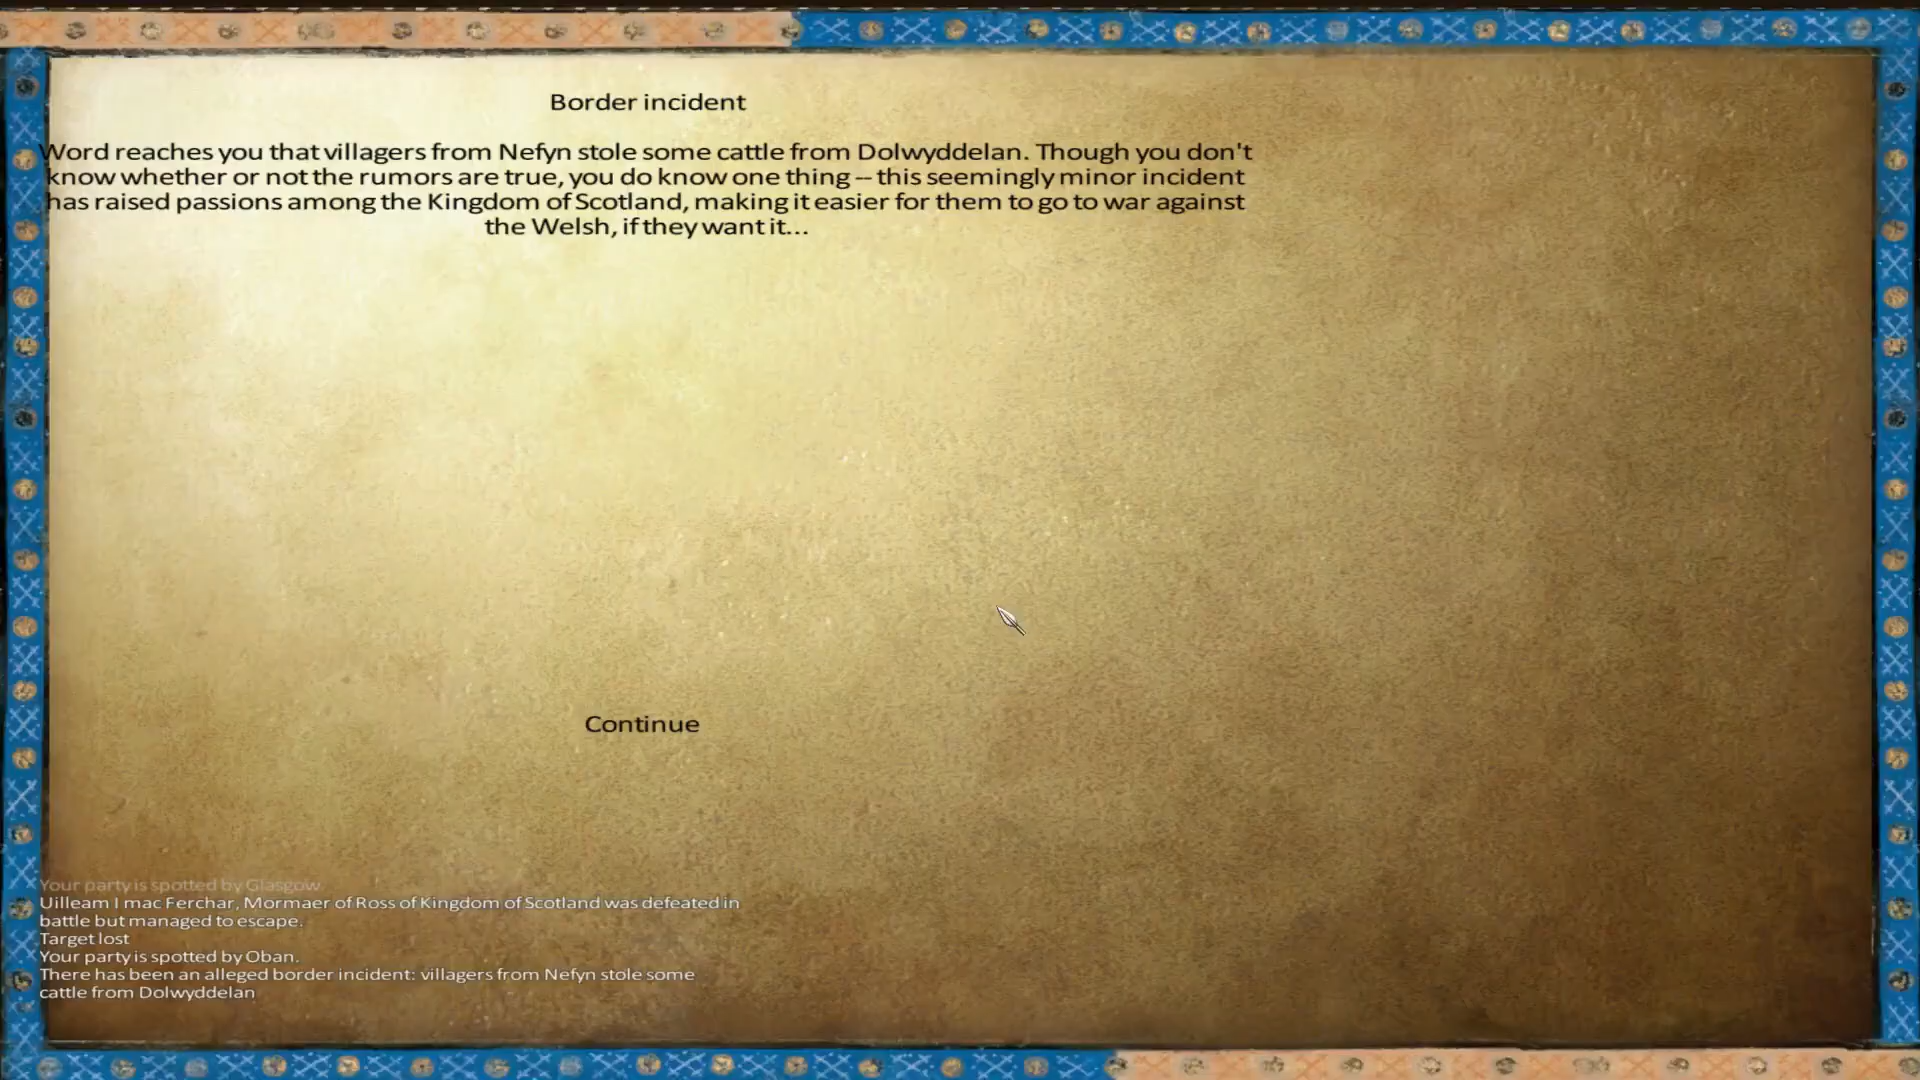 Border incident
Word reaches you that villagers from Nefyn stole some cattle from Dolwyddelan. Though you don't
know whether or not the rumors are true, you do know one thing -- this seemingly minor incident
has raised passions among the Kingdom of Scotland, making it easier for them to go to war against
the Welsh, if they want it...
Continue
Your party is spotted by Glasgow.
Uilleam I mac Ferchar, Mormaer of Ross of Kingdom of Scotland was defeated in
battle but managed to escape.
Target lost
Your party is spotted by Oban.
There has been an alleged border incident: villagers from Nefyn stole some
cattle from Dolwyddelan